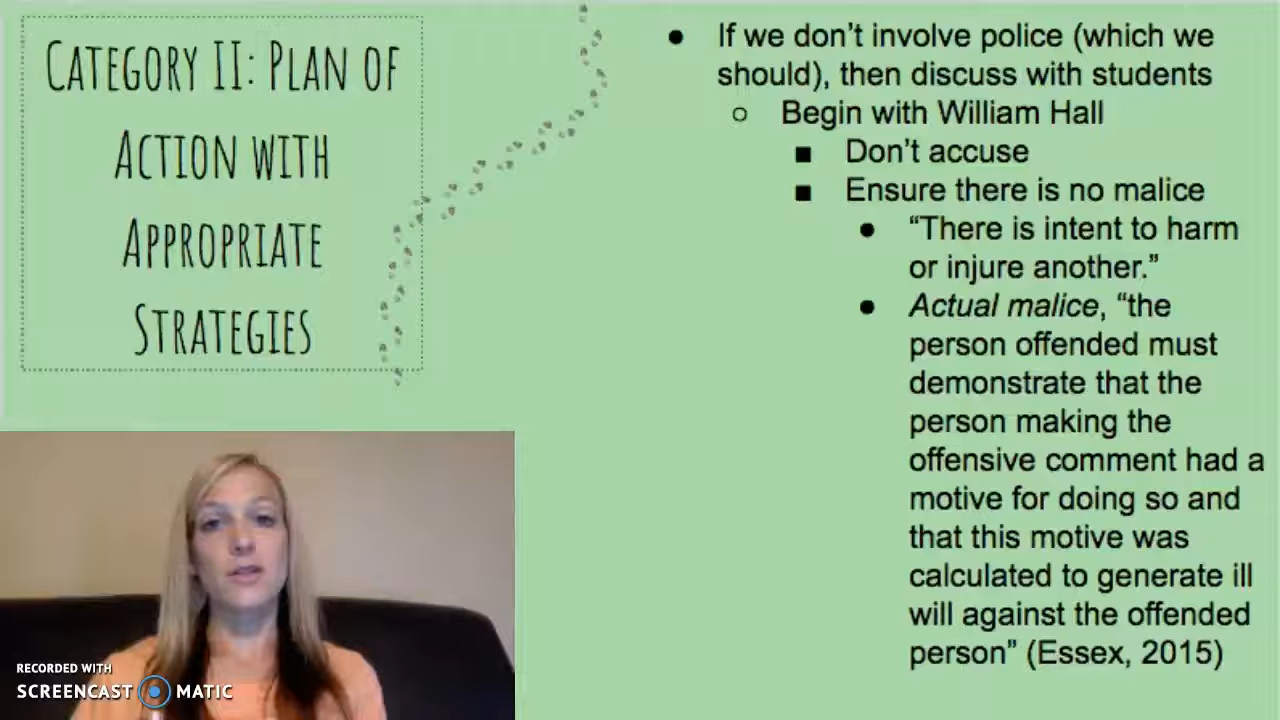 CATEGORY II: PLAN OF
ACTION WITH
APPROPRIATE
STRATEGIES
● If we don’t involve police (which we
should), then discuss with students
○ Begin with William Hall
■ Don’t accuse
■ Ensure there is no malice
● “There is intent to harm
or injure another.”
● Actual malice, “the
person offended must
demonstrate that the
person making the
offensive comment had a
motive for doing so and
that this motive was
calculated to generate ill
will against the offended
person” (Essex, 2015)
RECORDED WITH
SCREENCAST MATIC